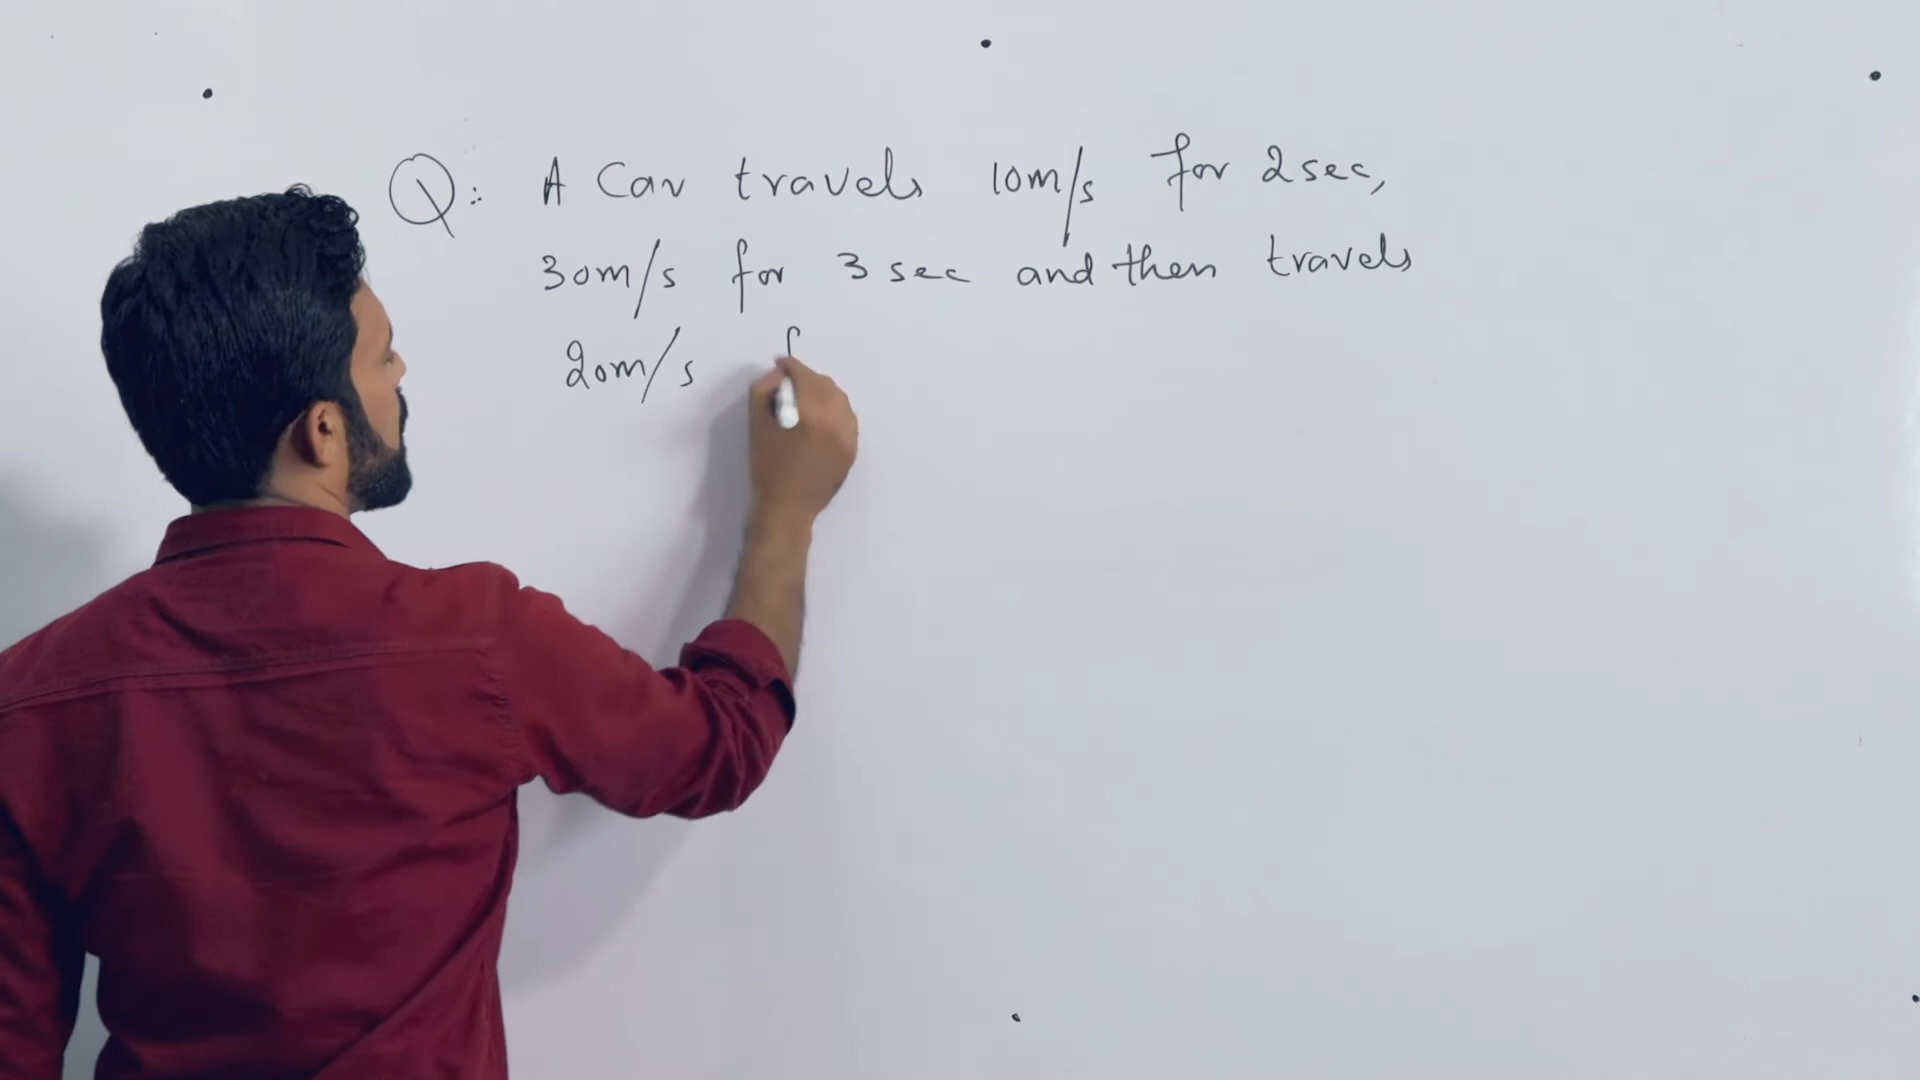 Q: A Car travels 10m/s for 2sec,
30m/s for 3 sec and then travels
20m/s f